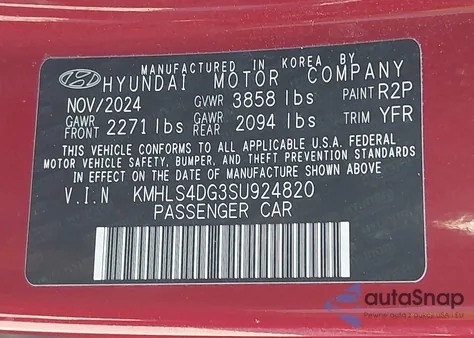 MANUFACTURED IN KOREA BY
HYUNDAI MOTOR COMPANY
NOV/2024 GVWR 3858 lbs PAINT R2P
GAWR FRONT 2271 lbs GAWR REAR 2094 lbs TRIM YFR
THIS VEHICLE CONFORMS TO ALL APPLICABLE U.S.A. FEDERAL
MOTOR VEHICLE SAFETY, BUMPER, AND THEFT PREVENTION STANDARDS
IN EFFECT ON THE DATE OF MANUFACTURE SHOWN ABOVE
V.I.N KMHLS4DG3SU924820
PASSENGER CAR
autoSnap